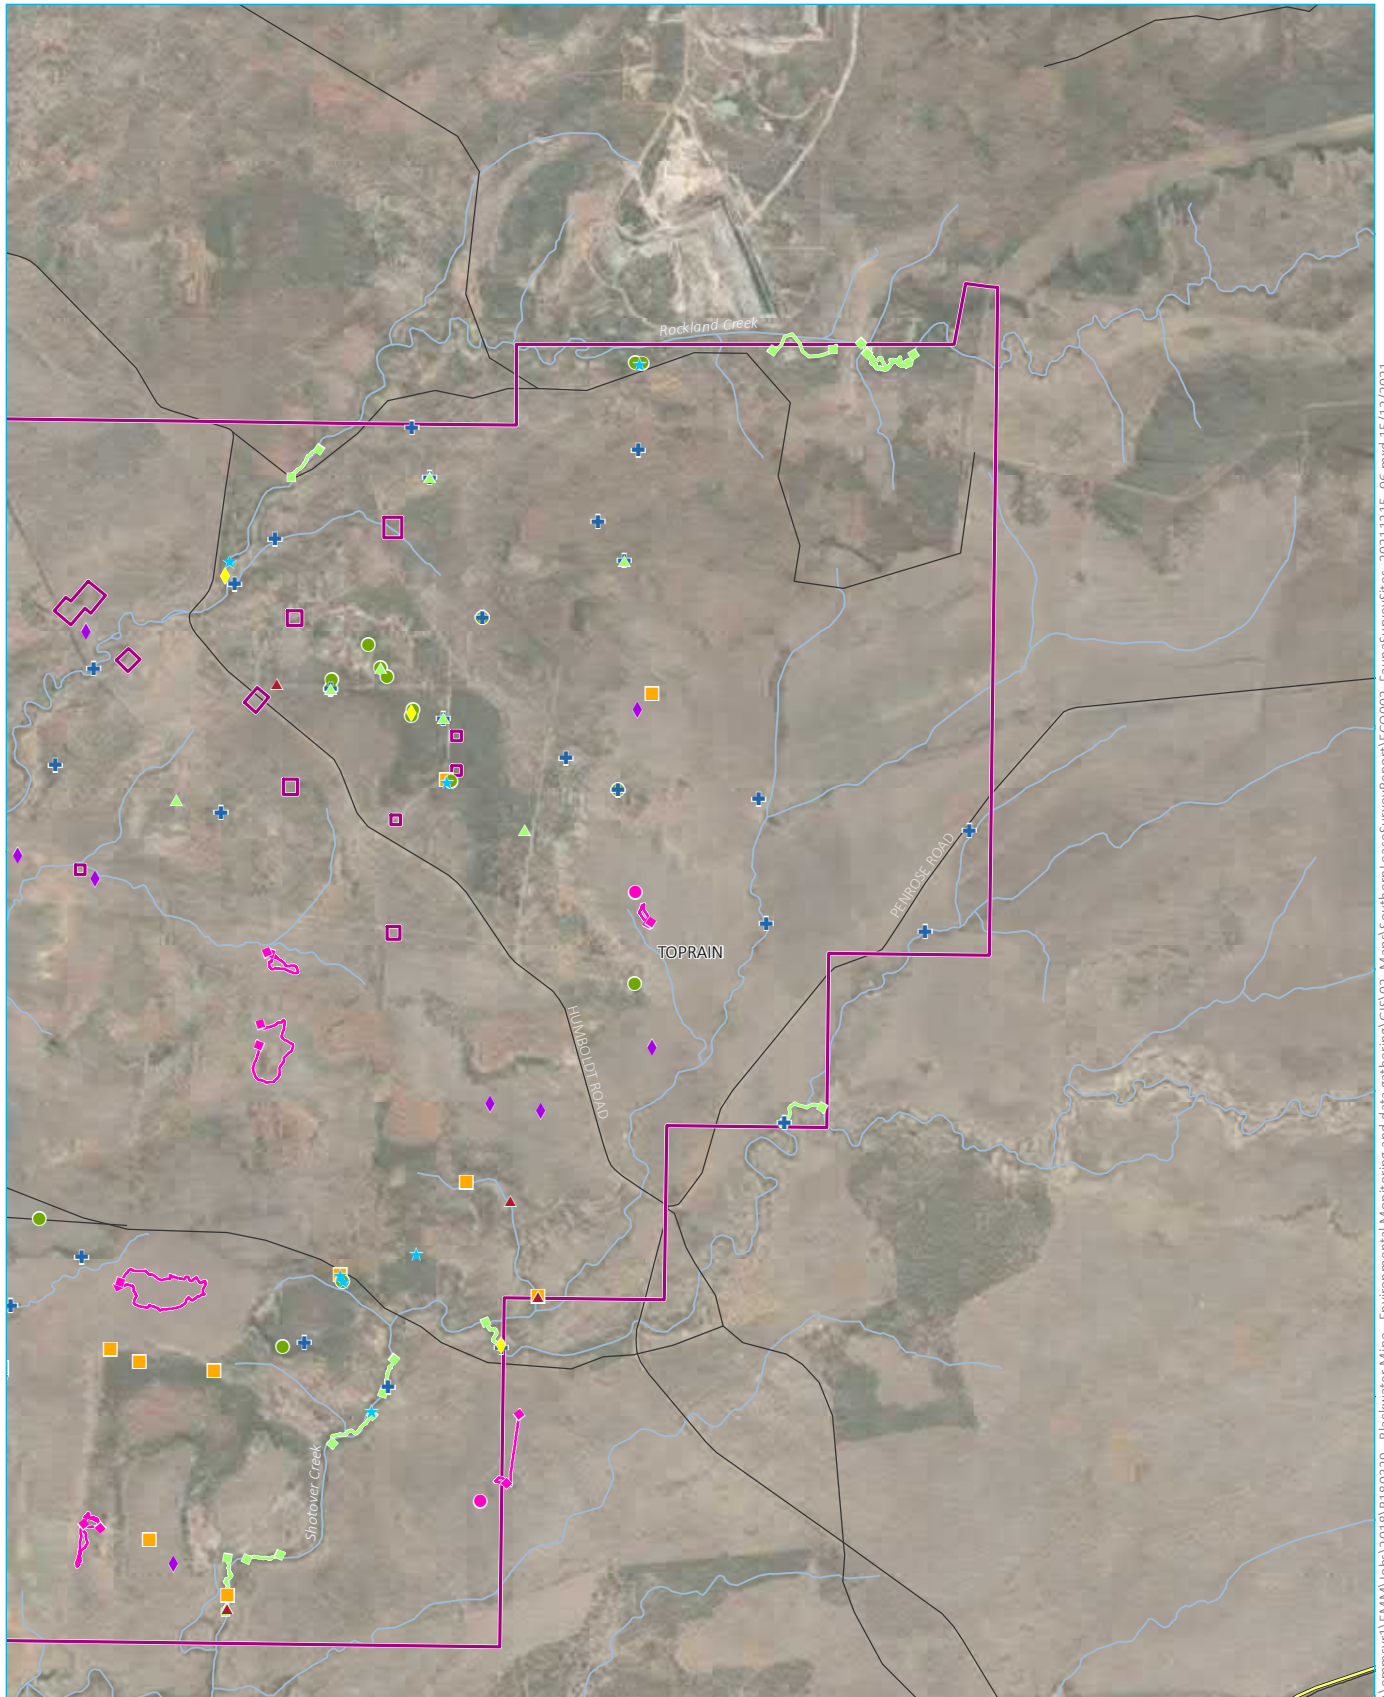 Rockland Creek
PENROSE ROAD
TOPRAIN
HUMBOLDT ROAD
Shotover Creek